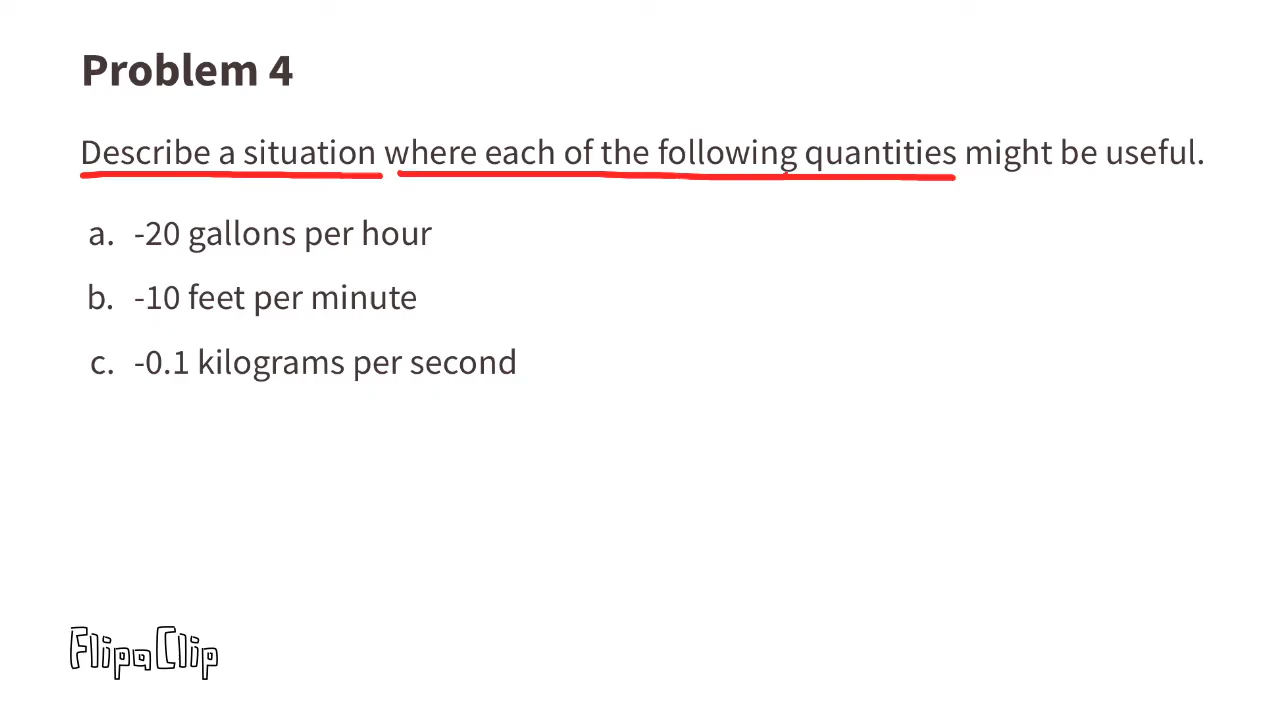 Problem 4
Describe a situation where each of the following quantities might be useful.
a. -20 gallons per hour
b. -10 feet per minute
c. -0.1 kilograms per second
FlipaClip